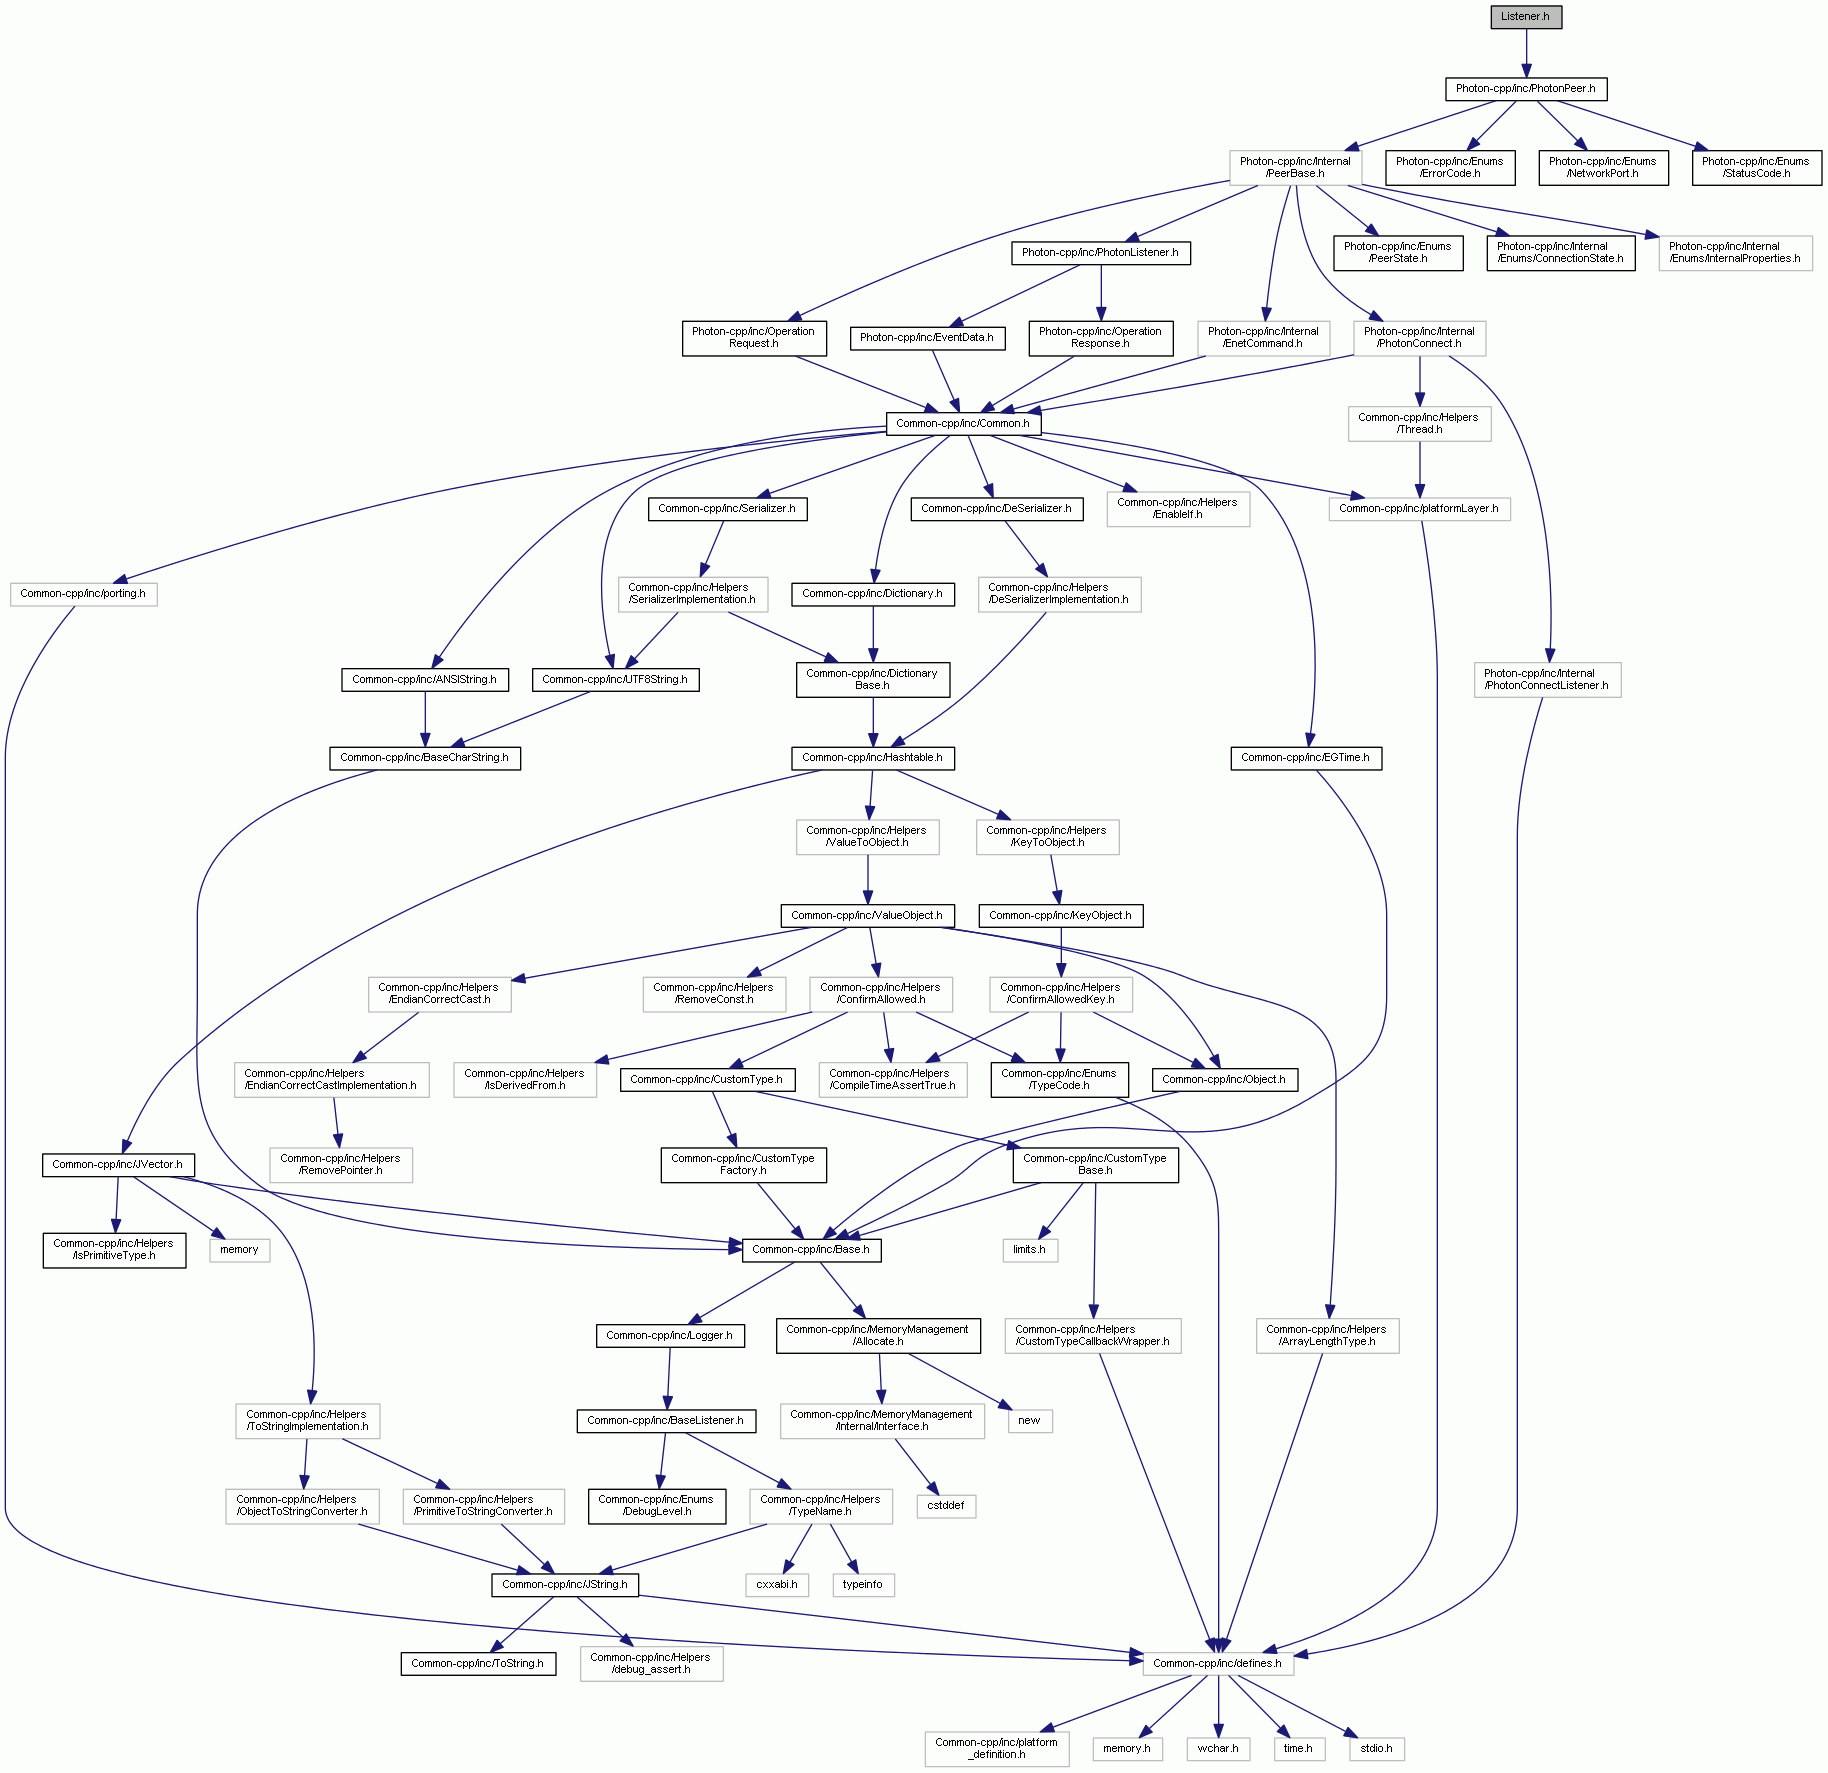 Listener.h
Photon-cpp/inc/PhotonPeer.h
Photon-cpp/inc/Internal
/PeerBase.h
Photon-cpp/inc/Enums
/ErrorCode.h
Photon-cpp/inc/Enums
/NetworkPort.h
Photon-cpp/inc/Enums
/StatusCode.h
Photon-cpp/inc/PhotonListener.h
Photon-cpp/inc/Enums
/PeerState.h
Photon-cpp/inc/Internal
/Enums/ConnectionState.h
Photon-cpp/inc/Internal
/Enums/InternalProperties.h
Photon-cpp/inc/Operation
Request.h
Photon-cpp/inc/EventData.h
Photon-cpp/inc/Operation
Response.h
Photon-cpp/inc/Internal
/EnetCommand.h
Photon-cpp/inc/Internal
/PhotonConnect.h
Common-cpp/inc/Common.h
Common-cpp/inc/Helpers
/Thread.h
Common-cpp/inc/Serializer.h
Common-cpp/inc/DeSerializer.h
Common-cpp/inc/Helpers
/EnableIf.h
Common-cpp/inc/platformLayer.h
Common-cpp/inc/porting.h
Common-cpp/inc/Helpers
/SerializerImplementation.h
Common-cpp/inc/Dictionary.h
Common-cpp/inc/Helpers
/DeSerializerImplementation.h
Common-cpp/inc/ANSIString.h
Common-cpp/inc/UTF8String.h
Common-cpp/inc/Dictionary
Base.h
Photon-cpp/inc/Internal
/PhotonConnectListener.h
Common-cpp/inc/BaseCharString.h
Common-cpp/inc/Hashtable.h
Common-cpp/inc/EGTime.h
Common-cpp/inc/Helpers
/ValueToObject.h
Common-cpp/inc/Helpers
/KeyToObject.h
Common-cpp/inc/ValueObject.h
Common-cpp/inc/KeyObject.h
Common-cpp/inc/Helpers
/EndianCorrectCast.h
Common-cpp/inc/Helpers
/RemoveConst.h
Common-cpp/inc/Helpers
/ConfirmAllowed.h
Common-cpp/inc/Helpers
/ConfirmAllowedKey.h
Common-cpp/inc/Helpers
/EndianCorrectCastImplementation.h
Common-cpp/inc/Helpers
/IsDerivedFrom.h
Common-cpp/inc/CustomType.h
Common-cpp/inc/Helpers
/CompileTimeAssertTrue.h
Common-cpp/inc/Enums
/TypeCode.h
Common-cpp/inc/Object.h
Common-cpp/inc/JVector.h
Common-cpp/inc/Helpers
/RemovePointer.h
Common-cpp/inc/CustomType
Factory.h
Common-cpp/inc/CustomType
Base.h
Common-cpp/inc/Helpers
/IsPrimitiveType.h
memory
Common-cpp/inc/Base.h
limits.h
Common-cpp/inc/Logger.h
Common-cpp/inc/MemoryManagement
/Allocate.h
Common-cpp/inc/Helpers
/CustomTypeCallbackWrapper.h
Common-cpp/inc/Helpers
/ArrayLengthType.h
Common-cpp/inc/Helpers
/ToStringImplementation.h
Common-cpp/inc/BaseListener.h
Common-cpp/inc/MemoryManagement
/Internal/Interface.h
new
Common-cpp/inc/Helpers
/ObjectToStringConverter.h
Common-cpp/inc/Helpers
/PrimitiveToStringConverter.h
Common-cpp/inc/Enums
/DebugLevel.h
Common-cpp/inc/Helpers
/TypeName.h
cstddef
Common-cpp/inc/JString.h
cxxabi.h
typeinfo
Common-cpp/inc/ToString.h
Common-cpp/inc/Helpers
/debug_assert.h
Common-cpp/inc/defines.h
Common-cpp/inc/platform
_definition.h
memory.h
wchar.h
time.h
stdio.h